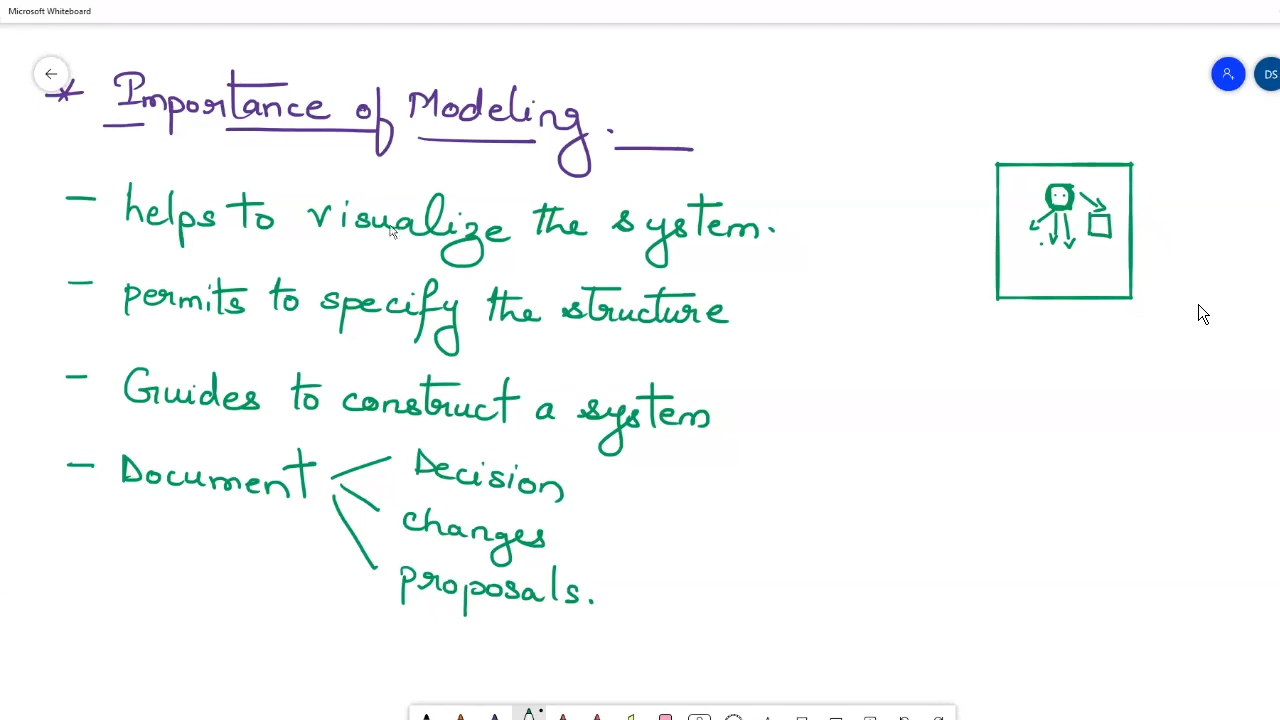 Microsoft Whiteboard
DS
* Importance of Modeling.
- helps to visualize the system.
- permits to specify the structure
- Guides to construct a system
- Document Decision
changes
proposals.